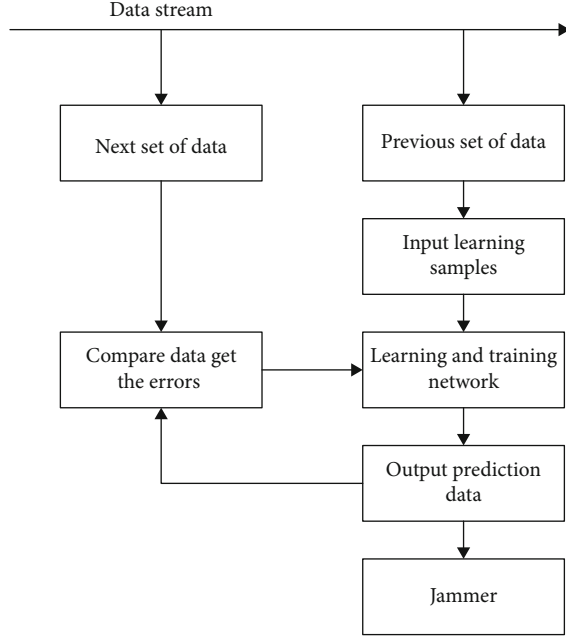 Data stream
Next set of data
Previous set of data
Input learning
samples
Compare data get
the errors
Learning and training
network
Output prediction
data
Jammer